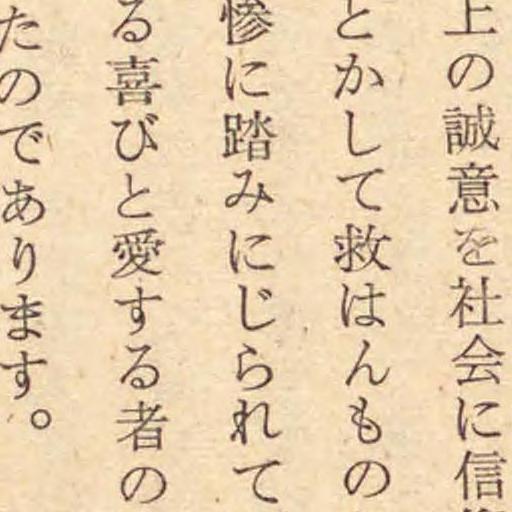 上の誠意を社会に信
とかして救はんもの
惨に踏みにじられて
る喜びと愛する者の
たのであります。